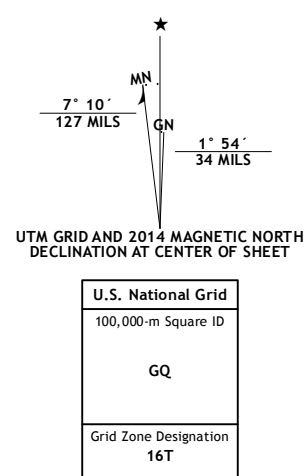 ★
MN
7° 10´
127 MILS
GN
1° 54´
34 MILS
UTM GRID AND 2014 MAGNETIC NORTH
DECLINATION AT CENTER OF SHEET
U.S. National Grid
100,000-m Square ID
GQ
Grid Zone Designation
16T